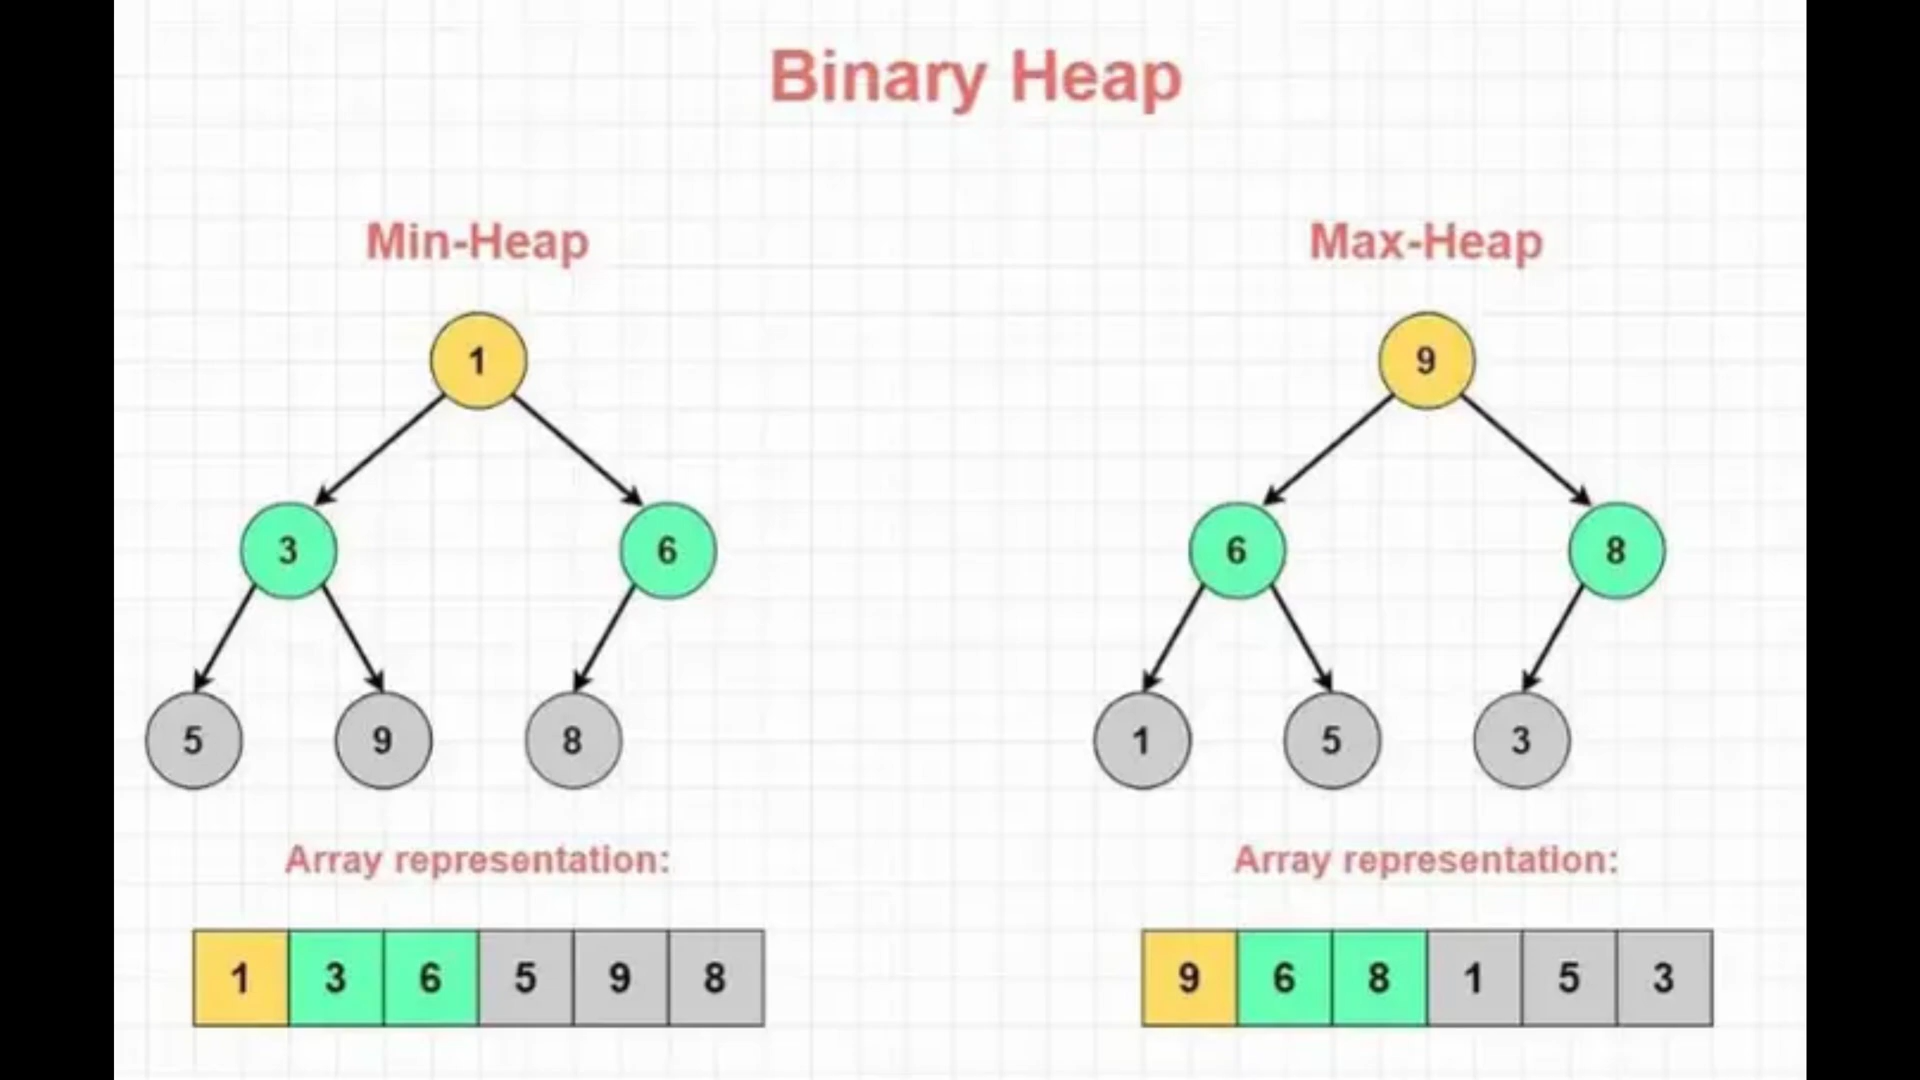 Binary Heap
Min-Heap
1
3 6
5 9 8
Array representation:
1 3 6 5 9 8
Max-Heap
9
6 8
1 5 3
Array representation:
9 6 8 1 5 3